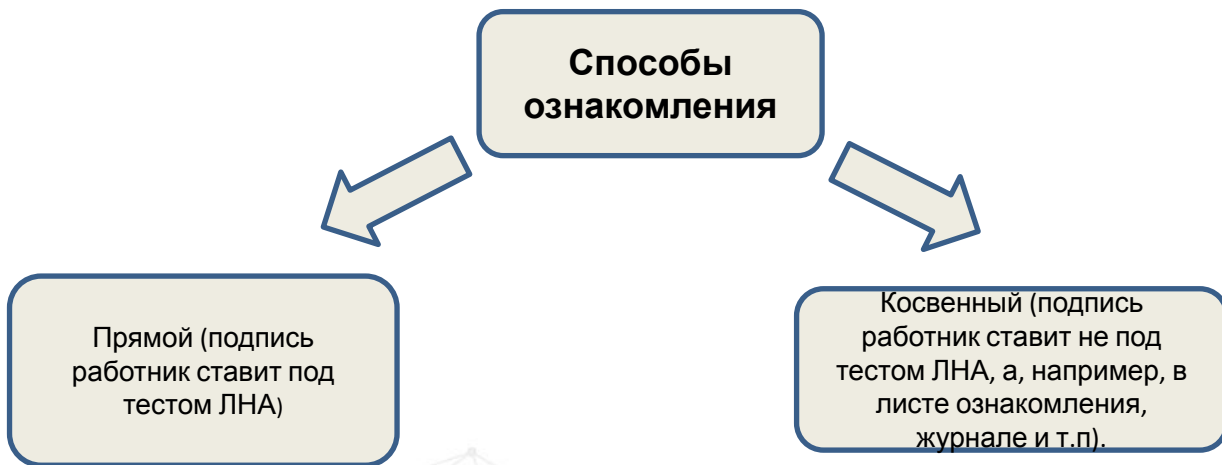 Способы
ознакомления
Прямой (подпись
работник ставит под
тестом ЛНА)
Косвенный (подпись
работник ставит не под
тестом ЛНА, а, например, в
листе ознакомления,
журнале и т.п).